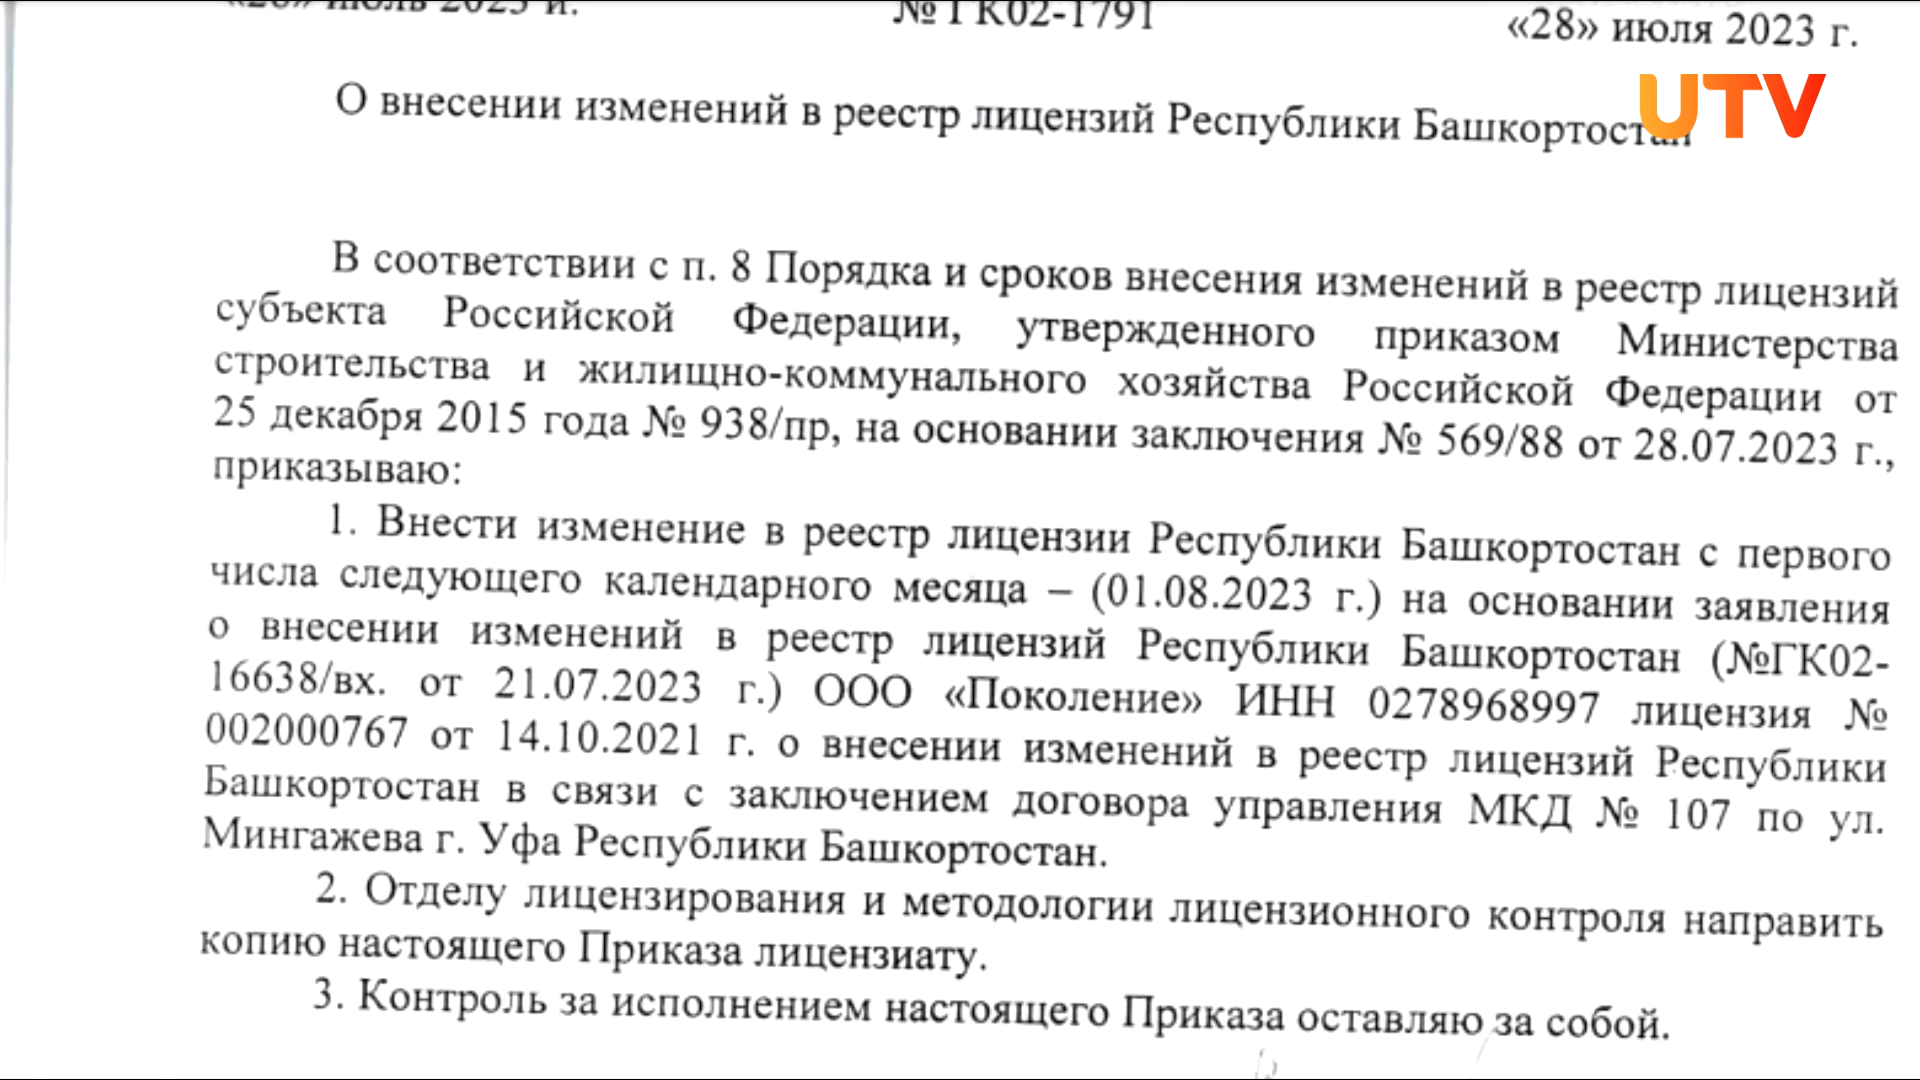 «28» июль 2023 й.
№ ГК02-1791
«28» июля 2023 г.
UTV
О внесении изменений в реестр лицензий Республики Башкортостан
В соответствии с п. 8 Порядка и сроков внесения изменений в реестр лицензий
субъекта Российской Федерации, утвержденного приказом Министерства
строительства и жилищно-коммунального хозяйства Российской Федерации от
25 декабря 2015 года № 938/пр, на основании заключения № 569/88 от 28.07.2023 г.,
приказываю:
1. Внести изменение в реестр лицензии Республики Башкортостан с первого
числа следующего календарного месяца – (01.08.2023 г.) на основании заявления
о внесении изменений в реестр лицензий Республики Башкортостан (№ГК02-
16638/вх. от 21.07.2023 г.) ООО «Поколение» ИНН 0278968997 лицензия №
002000767 от 14.10.2021 г. о внесении изменений в реестр лицензий Республики
Башкортостан в связи с заключением договора управления МКД № 107 по ул.
Мингажева г. Уфа Республики Башкортостан.
2. Отделу лицензирования и методологии лицензионного контроля направить
копию настоящего Приказа лицензиату.
3. Контроль за исполнением настоящего Приказа оставляю за собой.